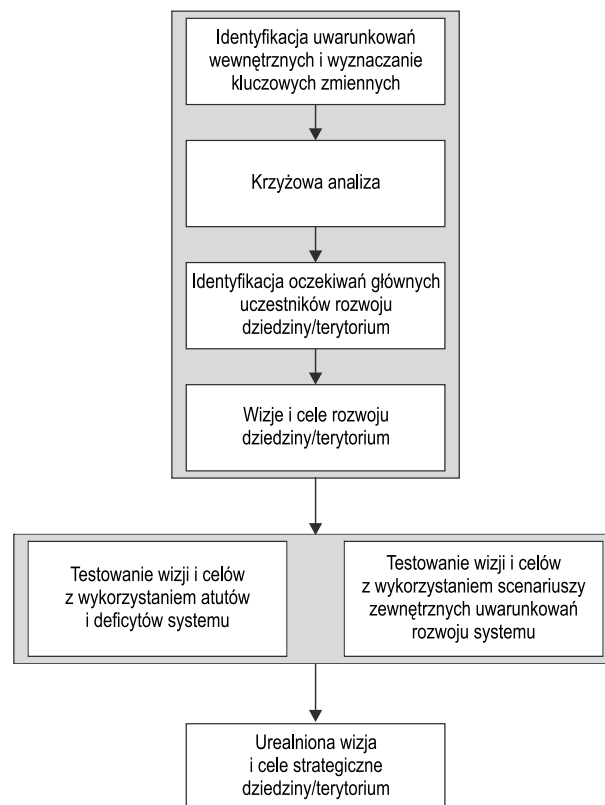 Identyfikacja uwarunkowań
wewnętrznych i wyznaczanie
kluczowych zmiennych
Krzyżowa analiza
Identyfikacja oczekiwań głównych
uczestników rozwoju
dziedziny/terytorium
Wizje i cele rozwoju
dziedziny/terytorium
Testowanie wizji i celów
z wykorzystaniem atutów
i deficytów systemu
Testowanie wizji i celów
z wykorzystaniem scenariuszy
zewnętrznych uwarunkowań
rozwoju systemu
Urealniona wizja
i cele strategiczne
dziedziny/terytorium